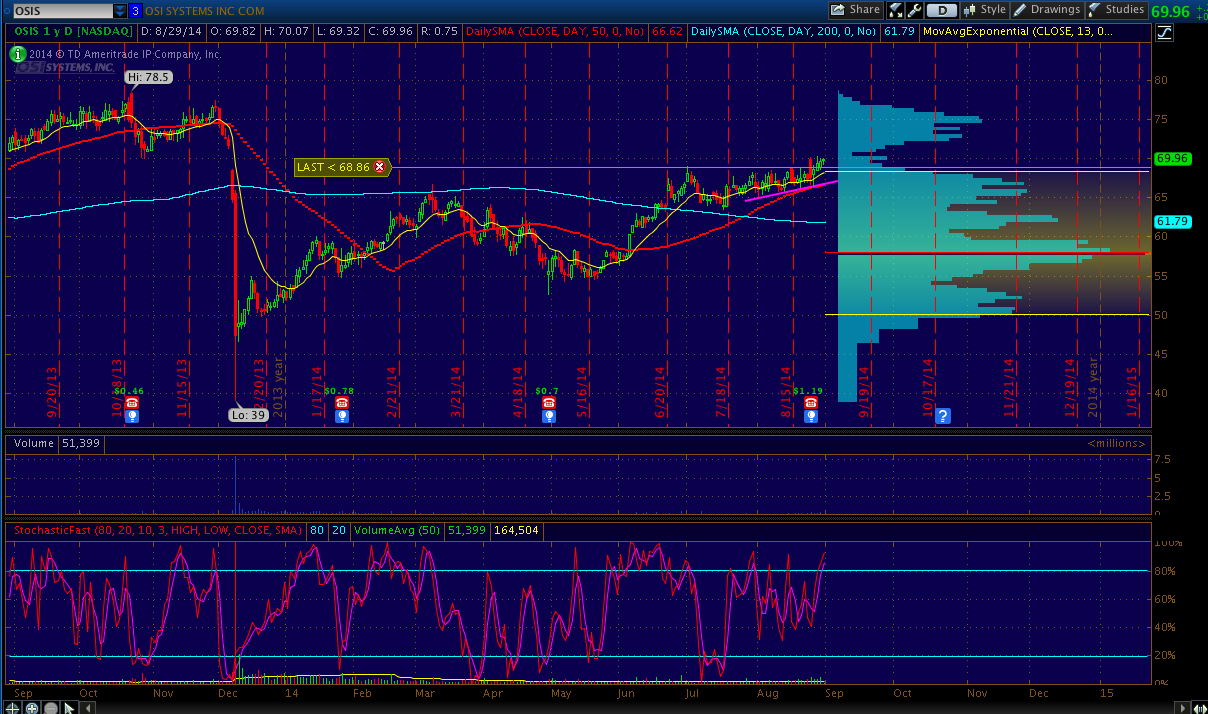 OSIS 3 OSI SYSTEMS INC COM Share D Style Drawings Studies 69.96
OSIS 1 y D [NASDAQ] D: 8/29/14 O: 69.82 H: 70.07 L: 69.32 C: 69.96 R: 0.75 DailySMA (CLOSE, DAY, 50, 0, No) 66.62 DailySMA (CLOSE, DAY, 200, 0, No) 61.79 MovAvgExponential (CLOSE, 13, 0...
2014 © TD Ameritrade IP Company, Inc.
OSI SYSTEMS, INC.
Hi: 78.5
80
75
LAST < 68.86
69.96
65
61.79
60
55
50
45
40
9/20/13 10/18/13 11/15/13 12/20/13 2013 year 1/17/14 2/21/14 3/21/14 4/18/14 5/16/14 6/20/14 7/18/14 8/15/14 9/19/14 10/17/14 11/21/14 12/19/14 2014 year 1/16/15
$0.46 $0.78 $0.7 $1.19
Lo: 39
?
Volume 51,399 <millions>
7.5
5
2.5
0
StochasticFast (80, 20, 10, 3, HIGH, LOW, CLOSE, SMA) 80 20 VolumeAvg (50) 51,399 164,504
100%
80%
60%
40%
20%
0%
Sep Oct Nov Dec 14 Feb Mar Apr May Jun Jul Aug Sep Oct Nov Dec 15